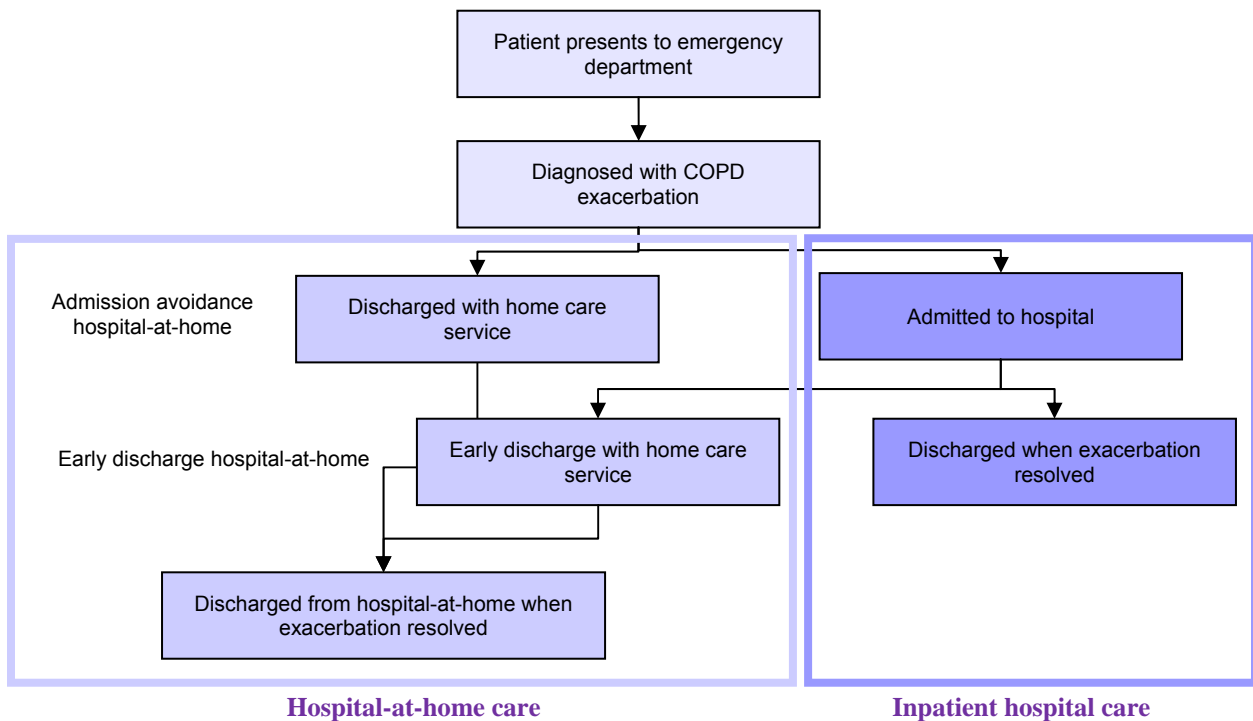 Patient presents to emergency
department
Diagnosed with COPD
exacerbation
Admission avoidance
hospital-at-home
Discharged with home care
service
Admitted to hospital
Early discharge hospital-at-home
Early discharge with home care
service
Discharged when exacerbation
resolved
Discharged from hospital-at-home when
exacerbation resolved
Hospital-at-home care
Inpatient hospital care